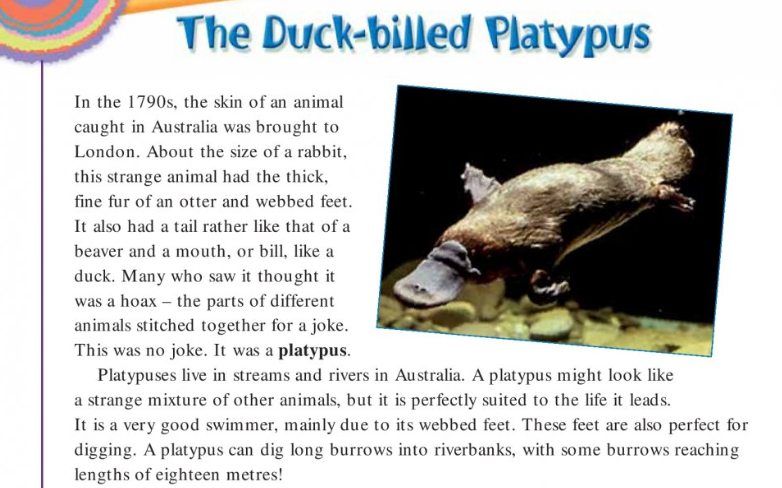 The Duck-billed Platypus
In the 1790s, the skin of an animal
caught in Australia was brought to
London. About the size of a rabbit,
this strange animal had the thick,
fine fur of an otter and webbed feet.
It also had a tail rather like that of a
beaver and a mouth, or bill, like a
duck. Many who saw it thought it
was a hoax – the parts of different
animals stitched together for a joke.
This was no joke. It was a platypus.
Platypuses live in streams and rivers in Australia. A platypus might look like
a strange mixture of other animals, but it is perfectly suited to the life it leads.
It is a very good swimmer, mainly due to its webbed feet. These feet are also perfect for
digging. A platypus can dig long burrows into riverbanks, with some burrows reaching
lengths of eighteen metres!